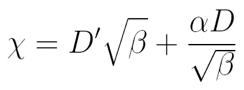 χ = D′√β + αD/√β